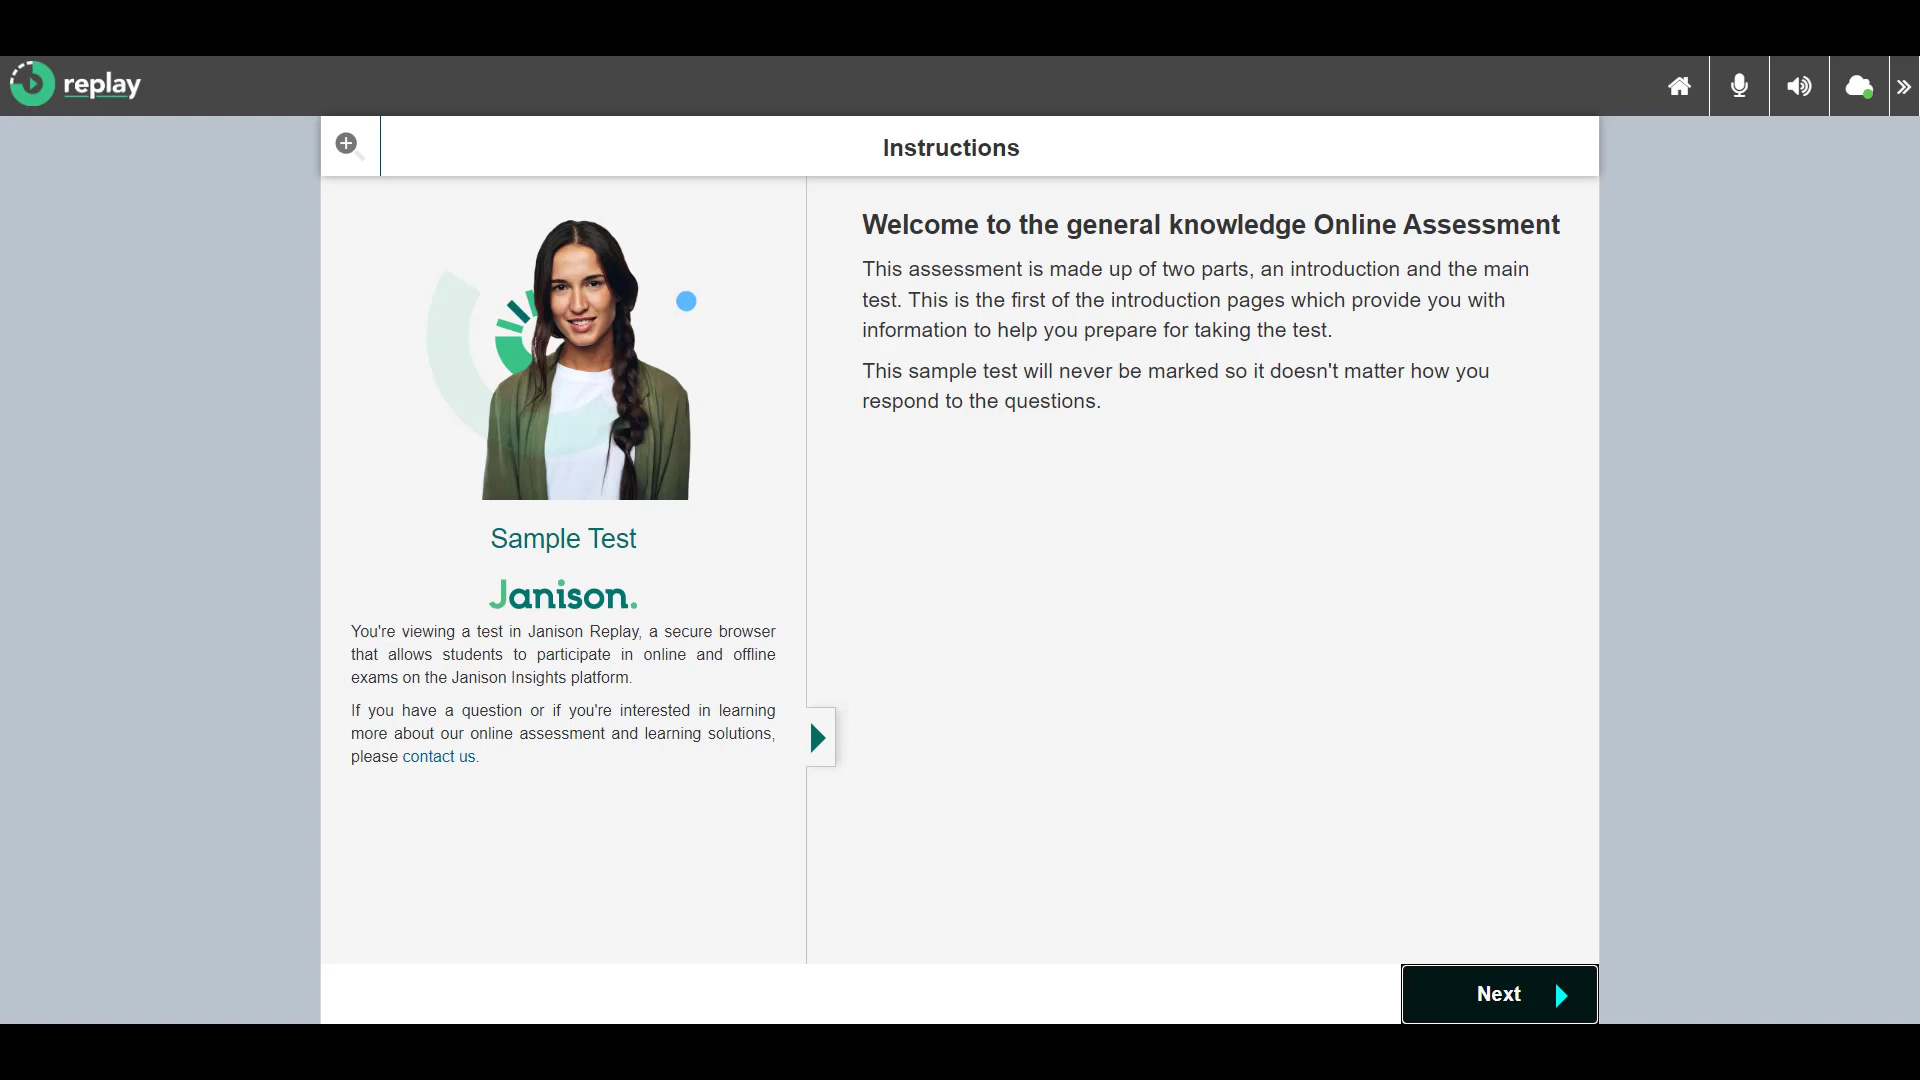 replay
Instructions
Sample Test
Janison.
You're viewing a test in Janison Replay, a secure browser
that allows students to participate in online and offline
exams on the Janison Insights platform.
If you have a question or if you're interested in learning
more about our online assessment and learning solutions,
please contact us.
Welcome to the general knowledge Online Assessment
This assessment is made up of two parts, an introduction and the main
test. This is the first of the introduction pages which provide you with
information to help you prepare for taking the test.
This sample test will never be marked so it doesn't matter how you
respond to the questions.
Next